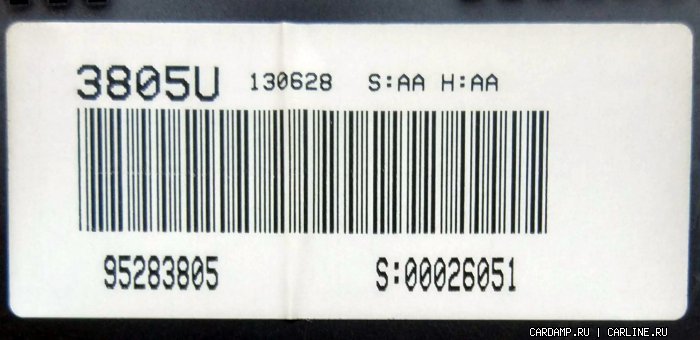 3805U 130628 S:AA H:AA
95283805 S:00026051
CARDAMP.RU | CARLINE.RU